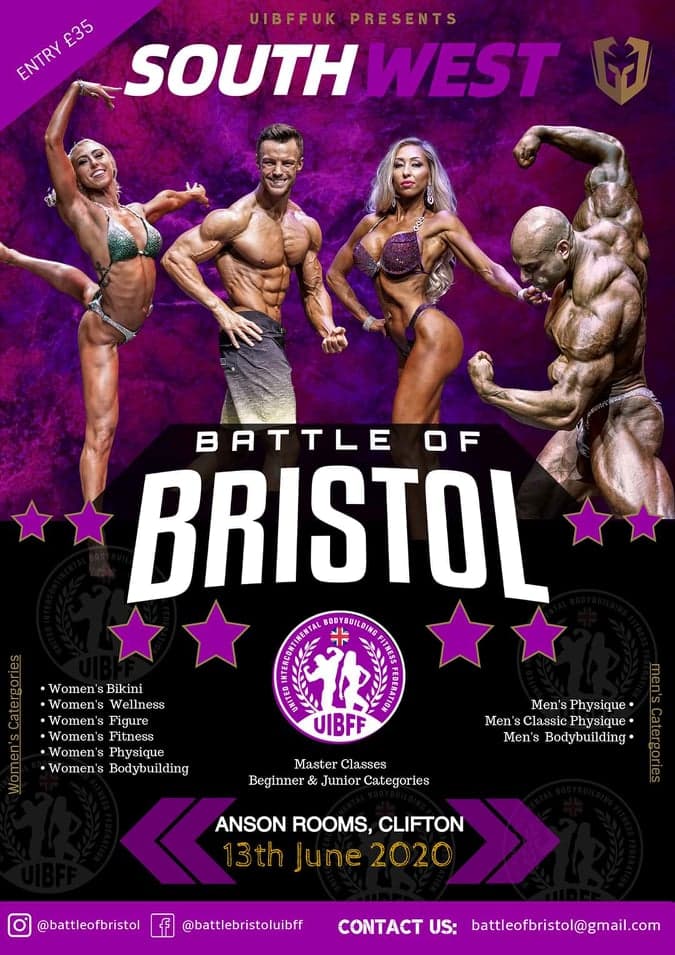 UIBFFUK PRESENTS
ENTRY £35
SOUTH WEST
BATTLE OF
BRISTOL
UNITED INTERCONTINENTAL BODYBUILDING FITNESS FEDERATION
UIBFF
Women's Catergories
• Women's Bikini
• Women's Wellness
• Women's Figure
• Women's Fitness
• Women's Physique
• Women's Bodybuilding
men's Catergories
Men's Physique •
Men's Classic Physique •
Men's Bodybuilding •
Master Classes
Beginner & Junior Categories
ANSON ROOMS, CLIFTON
13th June 2020
@battleofbristol @battlebristoluibff CONTACT US: battleofbristol@gmail.com